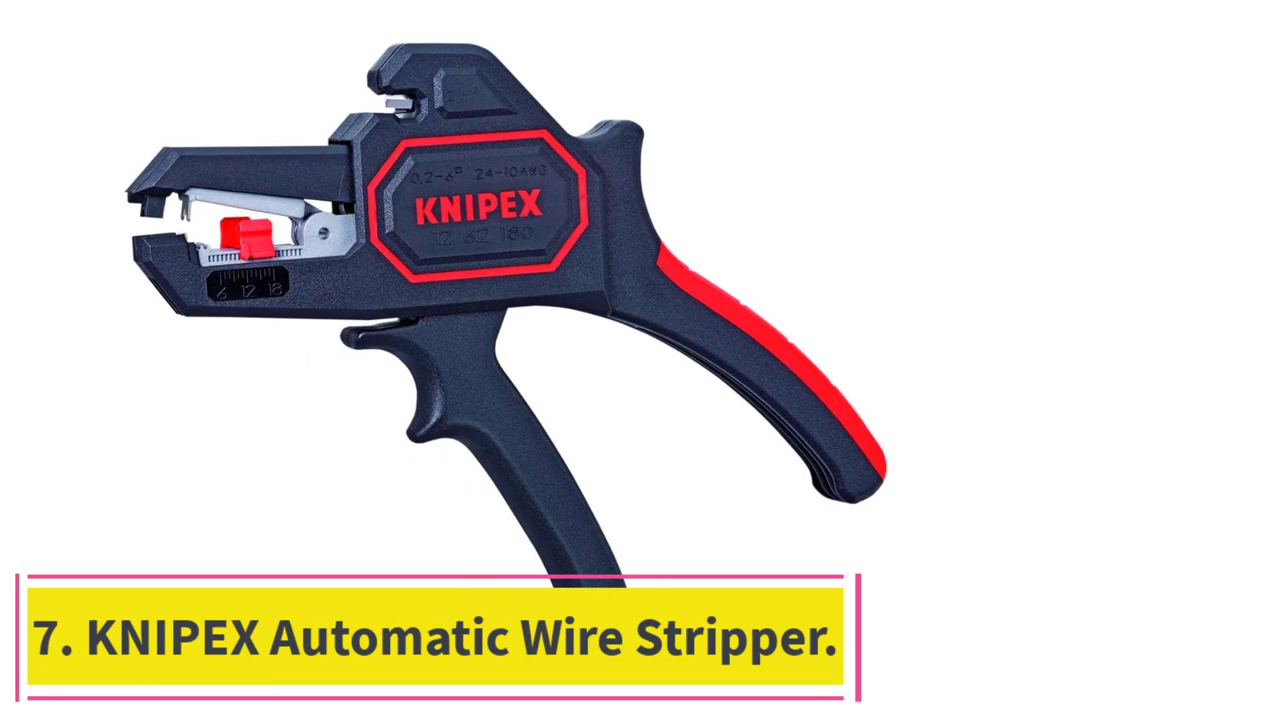 0,2-6□ 24-10AWG
KNIPEX
12 62 180
6 12 18
7. KNIPEX Automatic Wire Stripper.